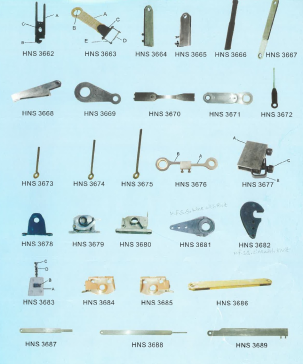 A
B
C
HNS 3662
A
B
C
D
E
HNS 3663
HNS 3664
HNS 3665
HNS 3666
HNS 3667
HNS 3668
HNS 3669
HNS 3670
HNS 3671
HNS 3672
HNS 3673
HNS 3674
HNS 3675
A
B
HNS 3676
A
C
B
HNS 3677
HNS 3678
HNS 3679
HNS 3680
HNS 3681
HNS 3682
HNS 3683
HNS 3684
HNS 3685
HNS 3686
HNS 3687
HNS 3688
HNS 3689